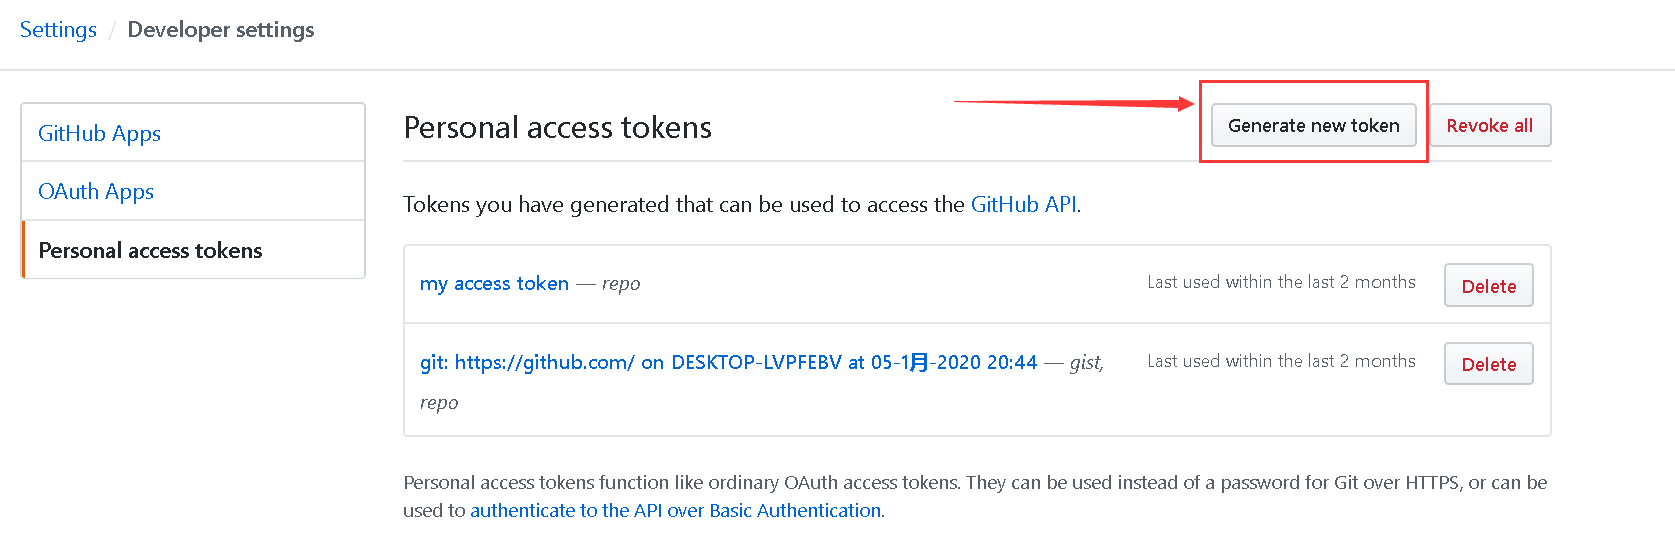 Settings / Developer settings
GitHub Apps
OAuth Apps
Personal access tokens
Personal access tokens
Generate new token
Revoke all
Tokens you have generated that can be used to access the GitHub API.
my access token — repo
Last used within the last 2 months
Delete
git: https://github.com/ on DESKTOP-LVPFEBV at 05-1月-2020 20:44 — gist,
repo
Last used within the last 2 months
Delete
Personal access tokens function like ordinary OAuth access tokens. They can be used instead of a password for Git over HTTPS, or can be
used to authenticate to the API over Basic Authentication.